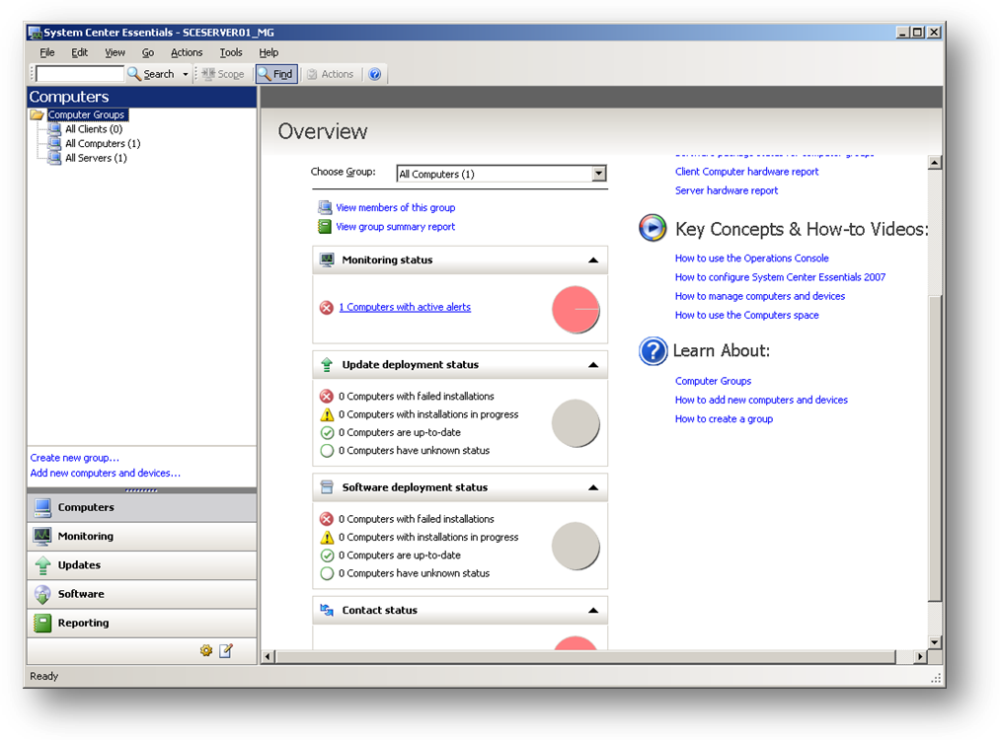 System Center Essentials - SCESERVER01_MG
File Edit View Go Actions Tools Help
Search Scope Find Actions
Computers
Computer Groups
All Clients (0)
All Computers (1)
All Servers (1)
Create new group...
Add new computers and devices...
Computers
Monitoring
Updates
Software
Reporting
Overview
Choose Group: All Computers (1)
View members of this group
View group summary report
Monitoring status
1 Computers with active alerts
Update deployment status
0 Computers with failed installations
0 Computers with installations in progress
0 Computers are up-to-date
0 Computers have unknown status
Software deployment status
0 Computers with failed installations
0 Computers with installations in progress
0 Computers are up-to-date
0 Computers have unknown status
Contact status
Software package status for computer groups
Client Computer hardware report
Server hardware report
Key Concepts & How-to Videos:
How to use the Operations Console
How to configure System Center Essentials 2007
How to manage computers and devices
How to use the Computers space
Learn About:
Computer Groups
How to add new computers and devices
How to create a group
Ready